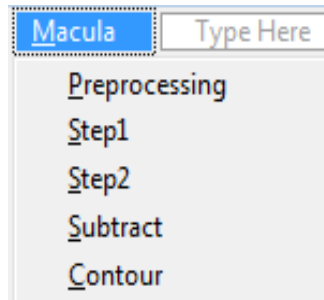 Macula Type Here
Preprocessing
Step1
Step2
Subtract
Contour